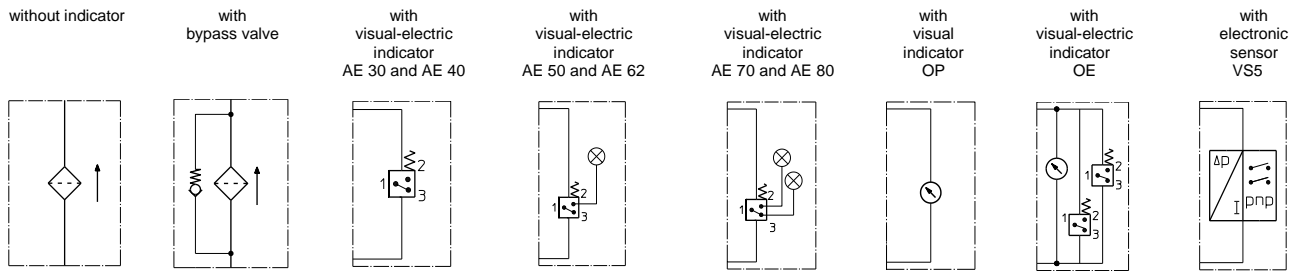 without indicator
with
bypass valve
with
visual-electric
indicator
AE 30 and AE 40
with
visual-electric
indicator
AE 50 and AE 62
with
visual-electric
indicator
AE 70 and AE 80
with
visual
indicator
OP
with
visual-electric
indicator
OE
with
electronic
sensor
VS5
1
2
3
1
2
3
1
2
3
1
2
3
1
2
3
Δp
I
pnp